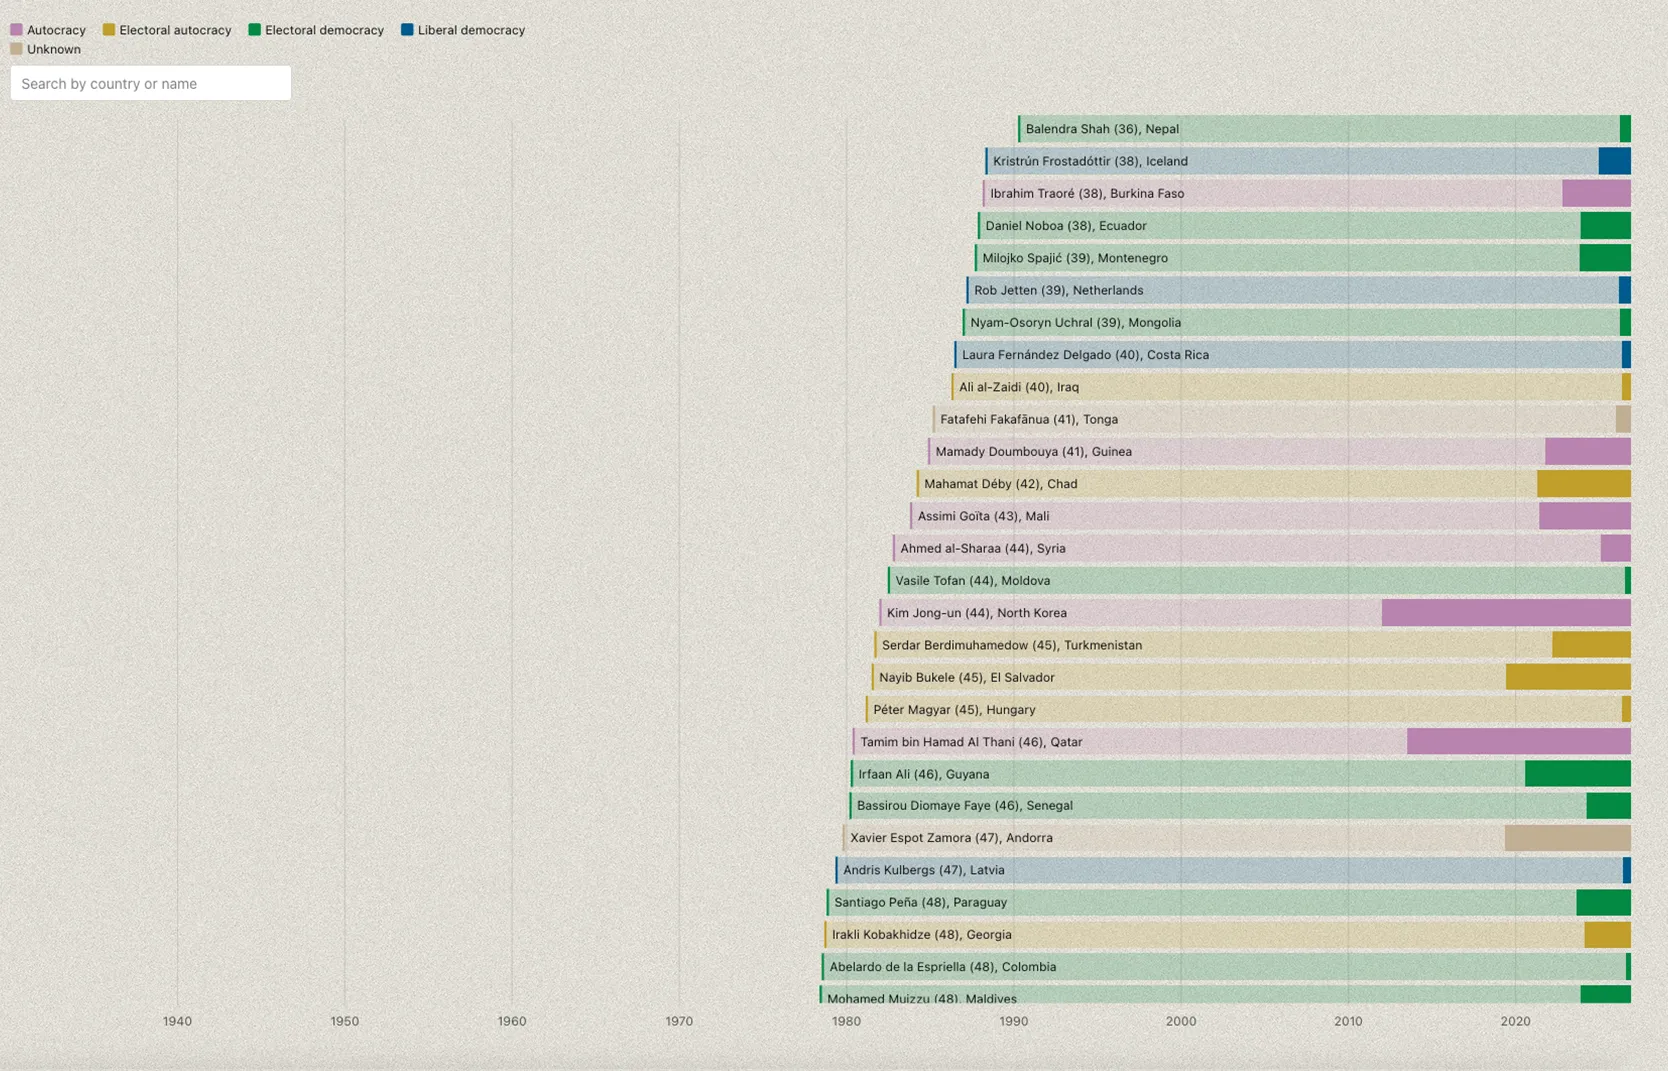 Autocracy Electoral autocracy Electoral democracy Liberal democracy
Unknown
Search by country or name
Balendra Shah (36), Nepal
Kristrún Frostadóttir (38), Iceland
Ibrahim Traoré (38), Burkina Faso
Daniel Noboa (38), Ecuador
Milojko Spajić (39), Montenegro
Rob Jetten (39), Netherlands
Nyam-Osoryn Uchral (39), Mongolia
Laura Fernández Delgado (40), Costa Rica
Ali al-Zaidi (40), Iraq
Fatafehi Fakafānua (41), Tonga
Mamady Doumbouya (41), Guinea
Mahamat Déby (42), Chad
Assimi Goïta (43), Mali
Ahmed al-Sharaa (44), Syria
Vasile Tofan (44), Moldova
Kim Jong-un (44), North Korea
Serdar Berdimuhamedow (45), Turkmenistan
Nayib Bukele (45), El Salvador
Péter Magyar (45), Hungary
Tamim bin Hamad Al Thani (46), Qatar
Irfaan Ali (46), Guyana
Bassirou Diomaye Faye (46), Senegal
Xavier Espot Zamora (47), Andorra
Andris Kulbergs (47), Latvia
Santiago Peña (48), Paraguay
Irakli Kobakhidze (48), Georgia
Abelardo de la Espriella (48), Colombia
Mohamed Muizzu (48), Maldives
1940 1950 1960 1970 1980 1990 2000 2010 2020